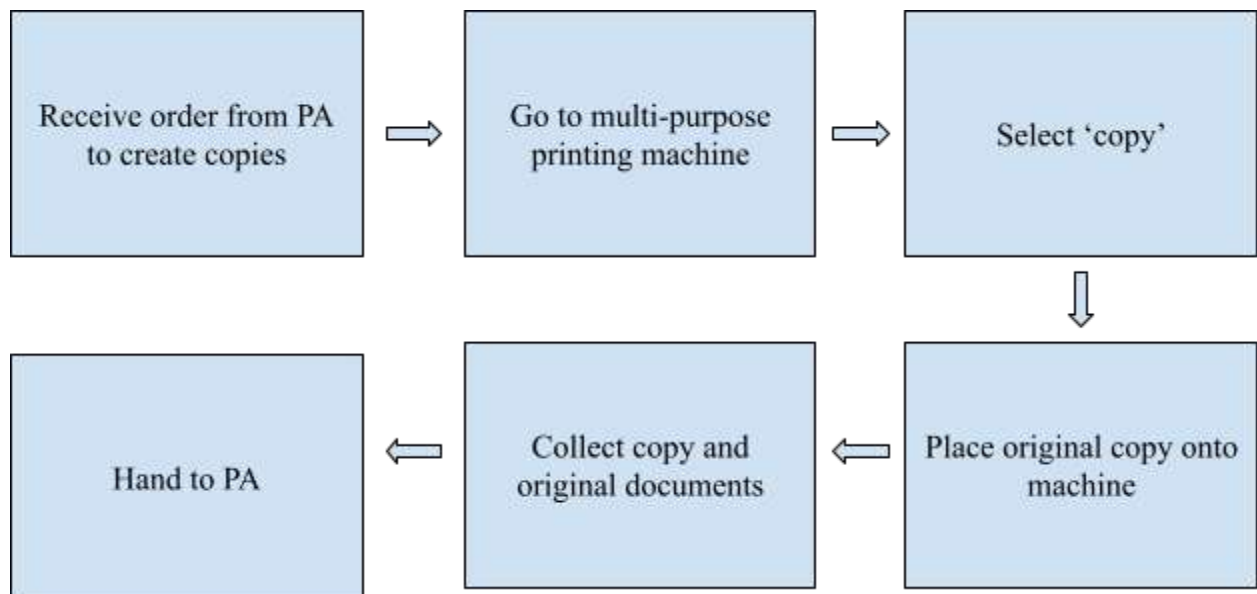 Receive order from PA
to create copies
Go to multi-purpose
printing machine
Select ‘copy’
Place original copy onto
machine
Collect copy and
original documents
Hand to PA